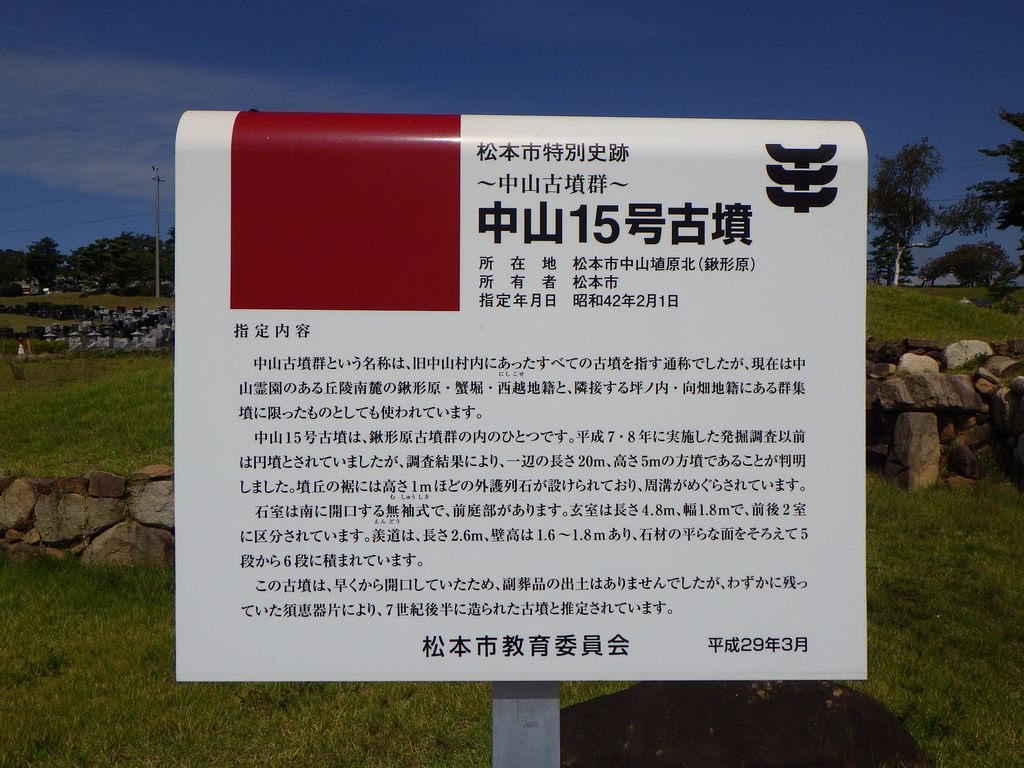 松本市特別史跡
～中山古墳群～
中山15号古墳
所在地 松本市中山埴原北（鍬形原）
所有者 松本市
指定年月日 昭和42年2月1日
指定内容
中山古墳群という名称は、旧中山村内にあったすべての古墳を指す通称でしたが、現在は中
にしこせ
山霊園のある丘陵南麓の鍬形原・蟹堀・西越地籍と、隣接する坪ノ内・向畑地籍にある群集
墳に限ったものとしても使われています。
中山15号古墳は、鍬形原古墳群の内のひとつです。平成7・8年に実施した発掘調査以前
は円墳とされていましたが、調査結果により、一辺の長さ20m、高さ5mの方墳であることが判明
しました。墳丘の裾には高さ1mほどの外護列石が設けられており、周溝がめぐらされています。
むしゅうしき
石室は南に開口する無袖式で、前庭部があります。玄室は長さ4.8m、幅1.8mで、前後2室
えんどう
に区分されています。羨道は、長さ2.6m、壁高は1.6～1.8mあり、石材の平らな面をそろえて5
段から6段に積まれています。
この古墳は、早くから開口していたため、副葬品の出土はありませんでしたが、わずかに残っ
ていた須恵器片により、7世紀後半に造られた古墳と推定されています。
松本市教育委員会 平成29年3月